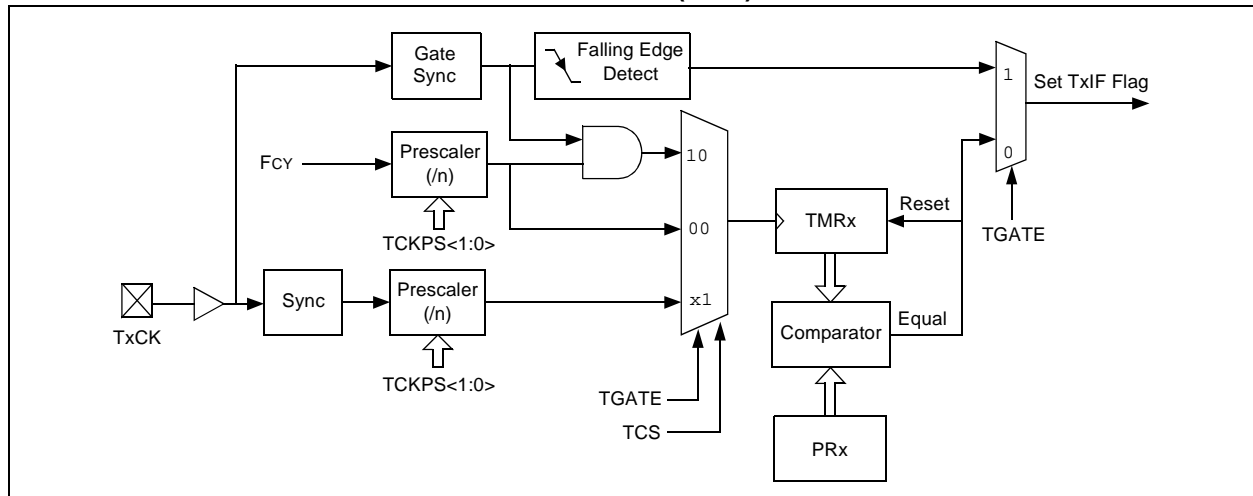 Gate
Sync
Falling Edge
Detect
1
Set TxIF Flag
0
TGATE
FCY
Prescaler
(/n)
TCKPS<1:0>
10
00
x1
TMRx
Reset
TxCK
Sync
Prescaler
(/n)
TCKPS<1:0>
Comparator
Equal
TGATE
TCS
PRx